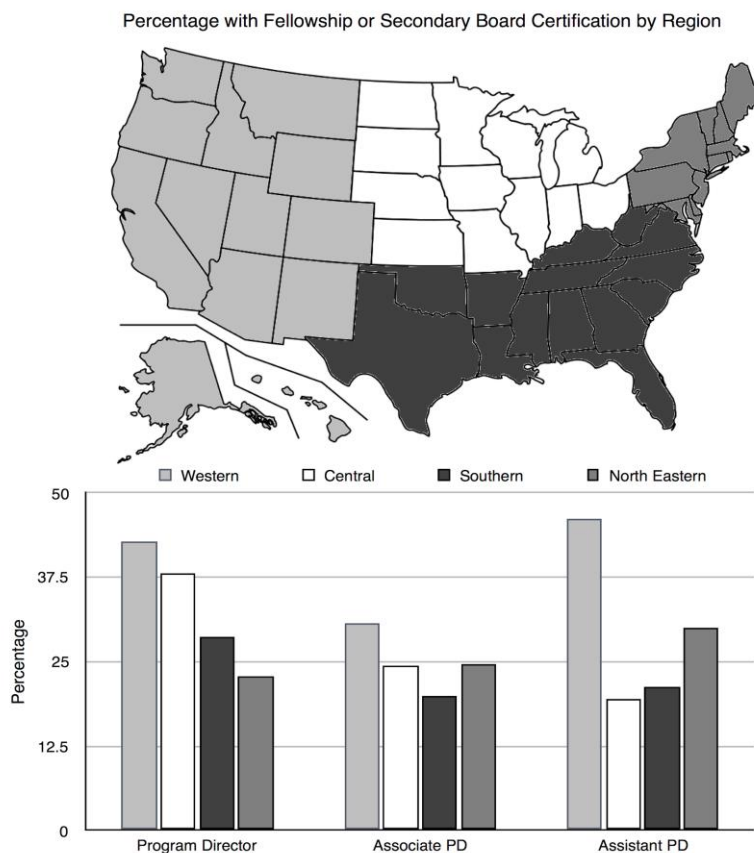 Percentage with Fellowship or Secondary Board Certification by Region
Western Central Southern North Eastern
50
37.5
25
12.5
0
Percentage
Program Director Associate PD Assistant PD